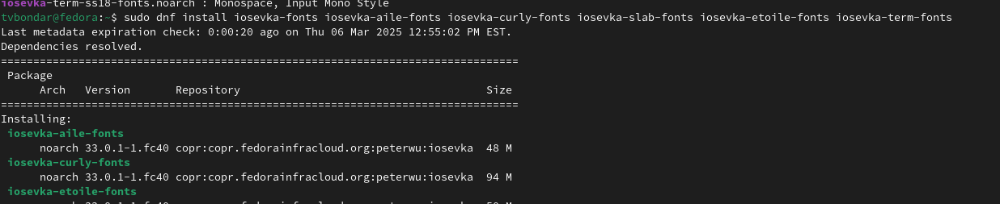 iosevka-term-ss18-fonts.noarch : Monospace, Input Mono Style
tvbondar@fedora:~$ sudo dnf install iosevka-fonts iosevka-aile-fonts iosevka-curly-fonts iosevka-slab-fonts iosevka-etoile-fonts iosevka-term-fonts
Last metadata expiration check: 0:00:20 ago on Thu 06 Mar 2025 12:55:02 PM EST.
Dependencies resolved.
================================================================================
Package
Arch Version Repository Size
================================================================================
Installing:
iosevka-aile-fonts
noarch 33.0.1-1.fc40 copr:copr.fedorainfracloud.org:peterwu:iosevka 48 M
iosevka-curly-fonts
noarch 33.0.1-1.fc40 copr:copr.fedorainfracloud.org:peterwu:iosevka 94 M
iosevka-etoile-fonts